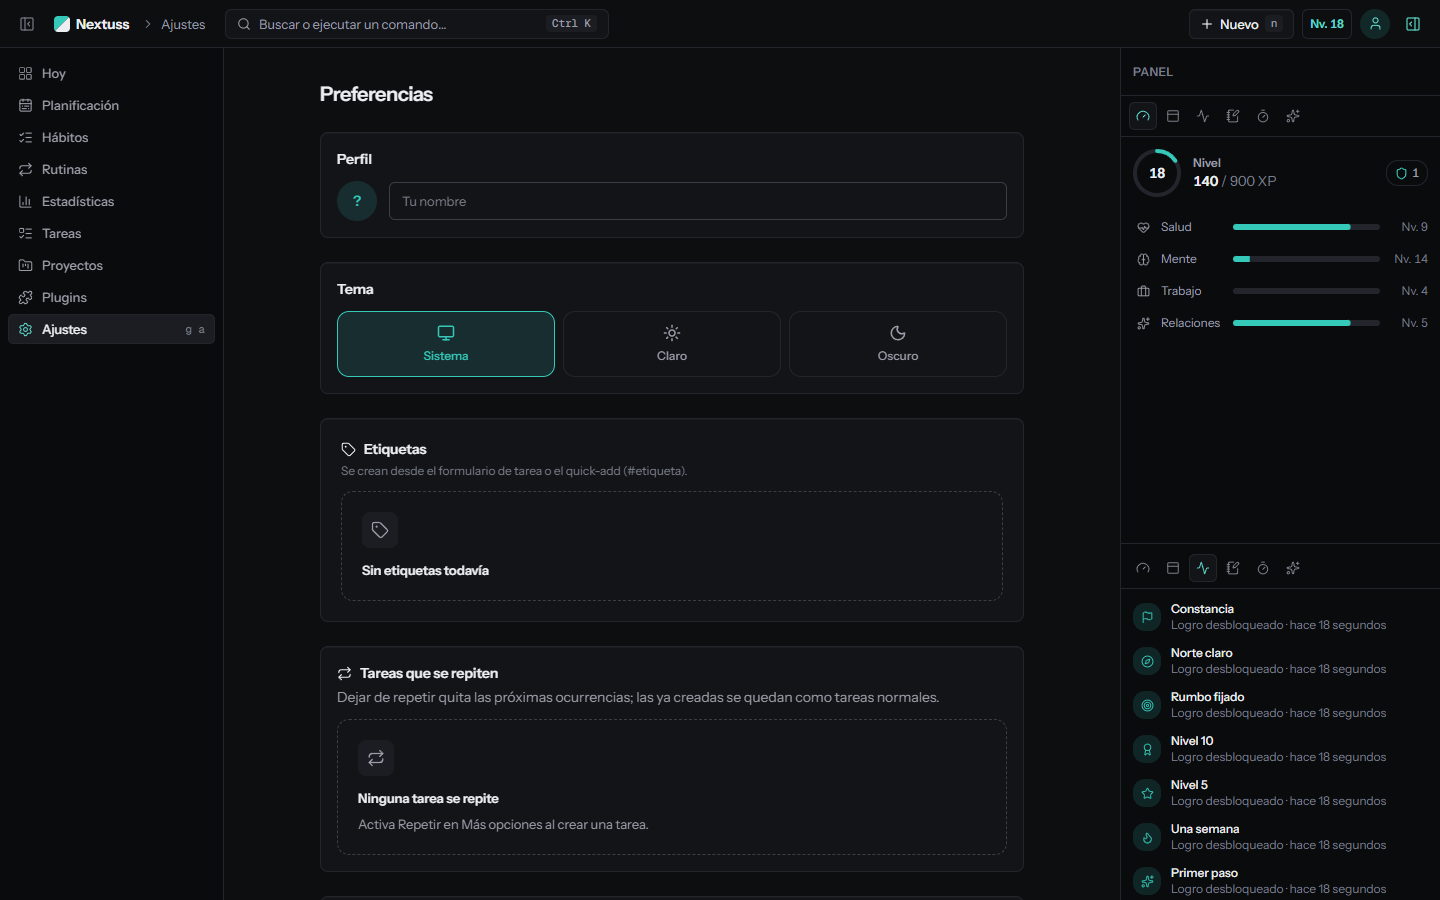 Nextuss
Ajustes
Buscar o ejecutar un comando...
Ctrl K
Nuevo
n
Nv. 18
Hoy
Planificación
Hábitos
Rutinas
Estadísticas
Tareas
Proyectos
Plugins
Ajustes
g a
Preferencias
Perfil
?
Tu nombre
Tema
Sistema
Claro
Oscuro
Etiquetas
Se crean desde el formulario de tarea o el quick-add (#etiqueta).
Sin etiquetas todavía
Tareas que se repiten
Dejar de repetir quita las próximas ocurrencias; las ya creadas se quedan como tareas normales.
Ninguna tarea se repite
Activa Repetir en Más opciones al crear una tarea.
PANEL
18
Nivel
140 / 900 XP
1
Salud
Nv. 9
Mente
Nv. 14
Trabajo
Nv. 4
Relaciones
Nv. 5
Constancia
Logro desbloqueado · hace 18 segundos
Norte claro
Logro desbloqueado · hace 18 segundos
Rumbo fijado
Logro desbloqueado · hace 18 segundos
Nivel 10
Logro desbloqueado · hace 18 segundos
Nivel 5
Logro desbloqueado · hace 18 segundos
Una semana
Logro desbloqueado · hace 18 segundos
Primer paso
Logro desbloqueado · hace 18 segundos